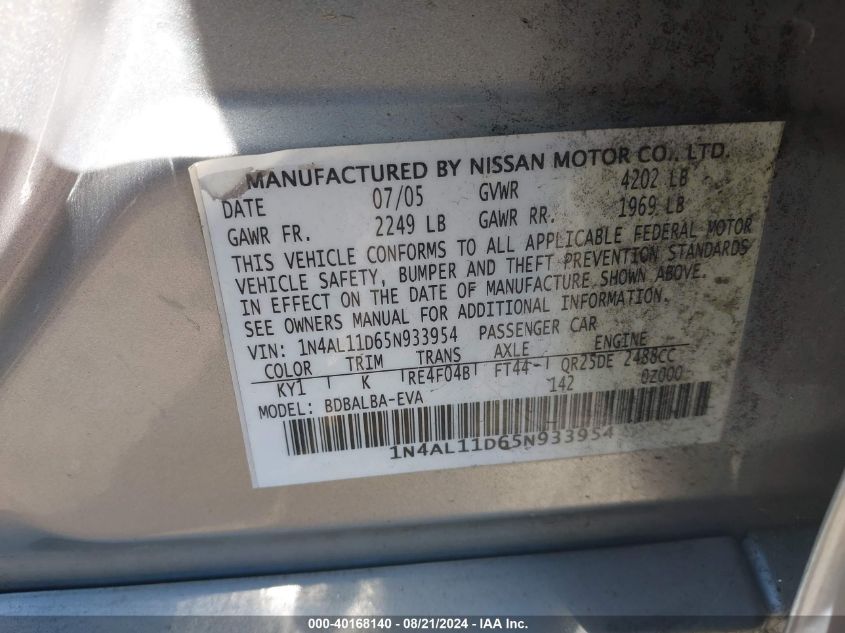 MANUFACTURED BY NISSAN MOTOR CO., LTD.
DATE 07/05 GVWR 4202 LB
GAWR FR. 2249 LB GAWR RR. 1969 LB
THIS VEHICLE CONFORMS TO ALL APPLICABLE FEDERAL MOTOR
VEHICLE SAFETY, BUMPER AND THEFT PREVENTION STANDARDS
IN EFFECT ON THE DATE OF MANUFACTURE SHOWN ABOVE.
SEE OWNERS MANUAL FOR ADDITIONAL INFORMATION.
VIN: 1N4AL11D65N933954 PASSENGER CAR
COLOR TRIM TRANS AXLE ENGINE
KY1 K RE4F04B FT44- QR25DE 2488CC
142 0Z000
MODEL: BDBALBA-EVA
1N4AL11D65N933954
000-40168140 - 08/21/2024 - IAAI.com